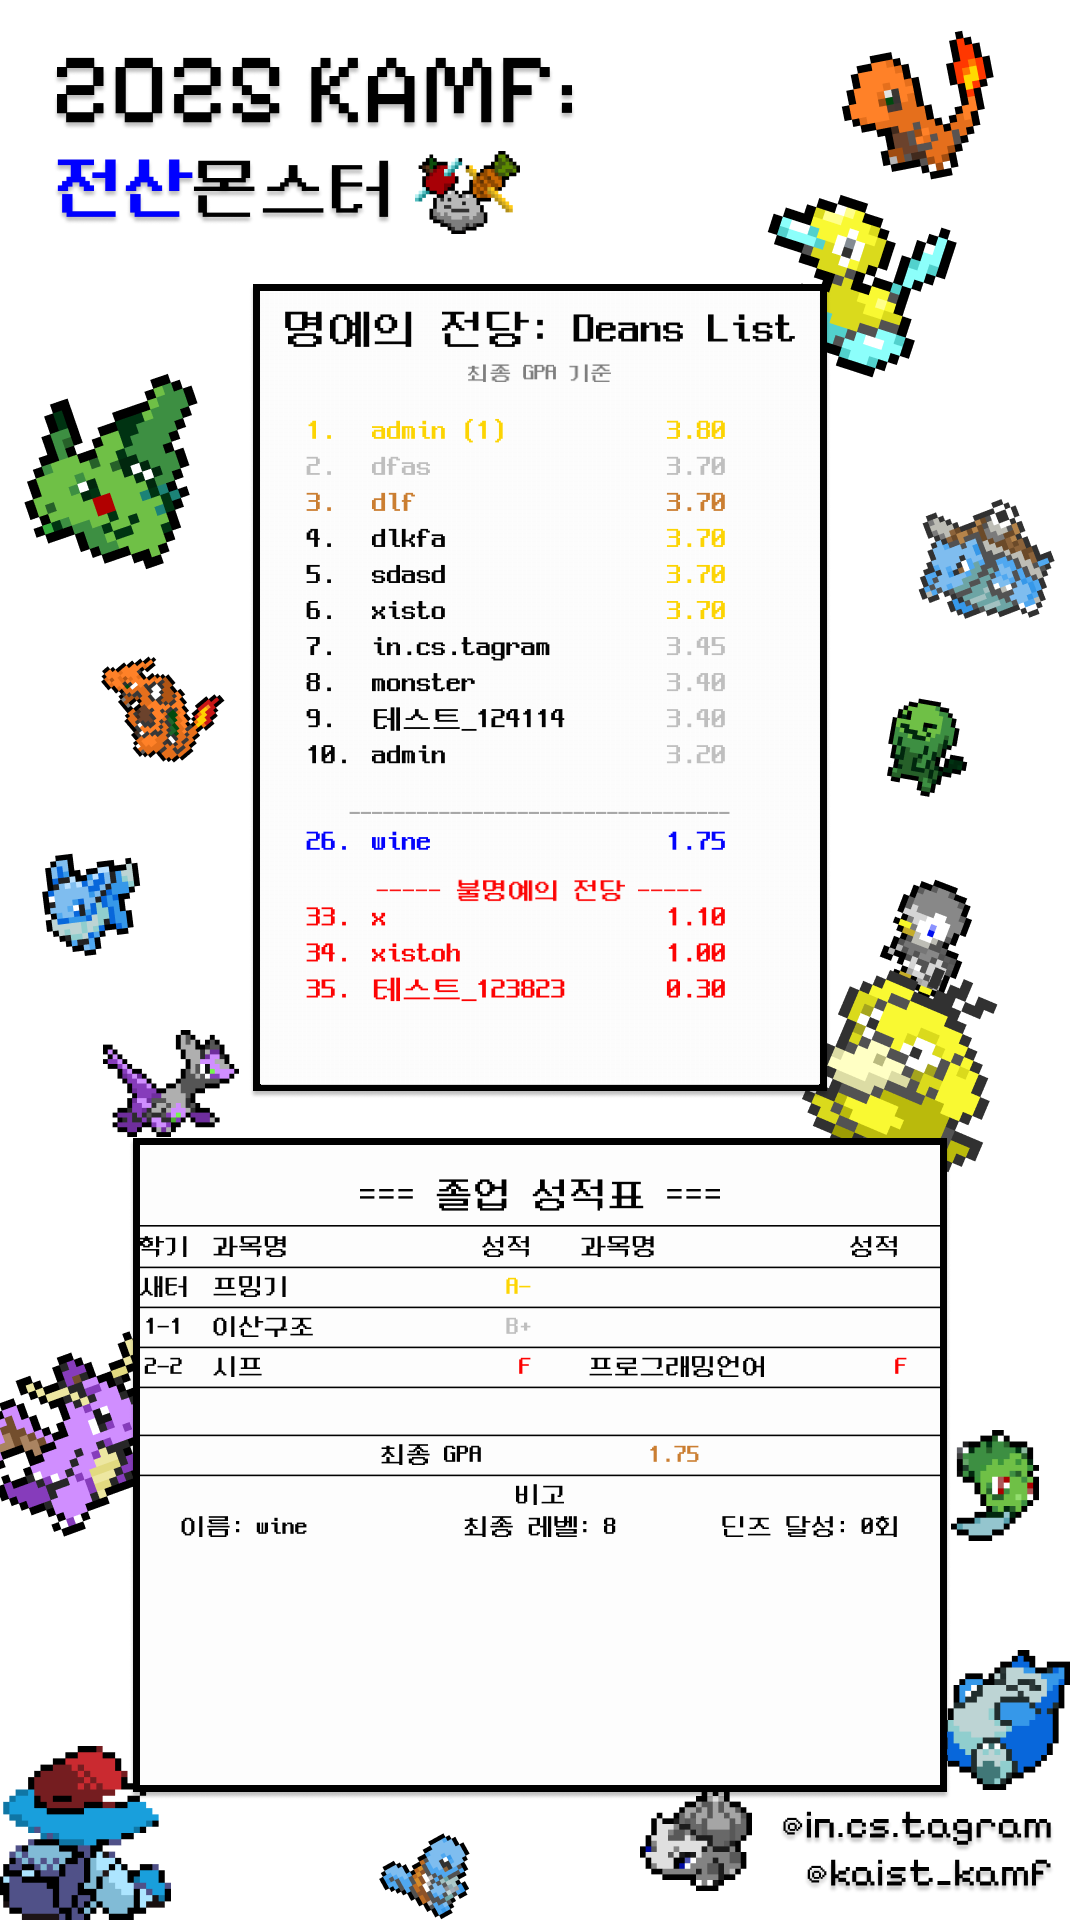 2025 KAMF:
전산몬스터
명예의 전당: Deans List
최종 GPA 기준
1. admin (1) 3.80
2. dfas 3.70
3. dlf 3.70
4. dlkfa 3.70
5. sdasd 3.70
6. xisto 3.70
7. in.cs.tagram 3.45
8. monster 3.40
9. 테스트_124114 3.40
10. admin 3.20
26. wine 1.75
----- 불명예의 전당 -----
33. x 1.10
34. xistoh 1.00
35. 테스트_123823 0.30
=== 졸업 성적표 ===
학기 과목명 성적 과목명 성적
새터 프밍기 A-
1-1 이산구조 B+
2-2 시프 F 프로그래밍언어 F
최종 GPA 1.75
비고
이름: wine 최종 레벨: 8 딘즈 달성: 0회
@in.cs.tagram
@kaist_kamf